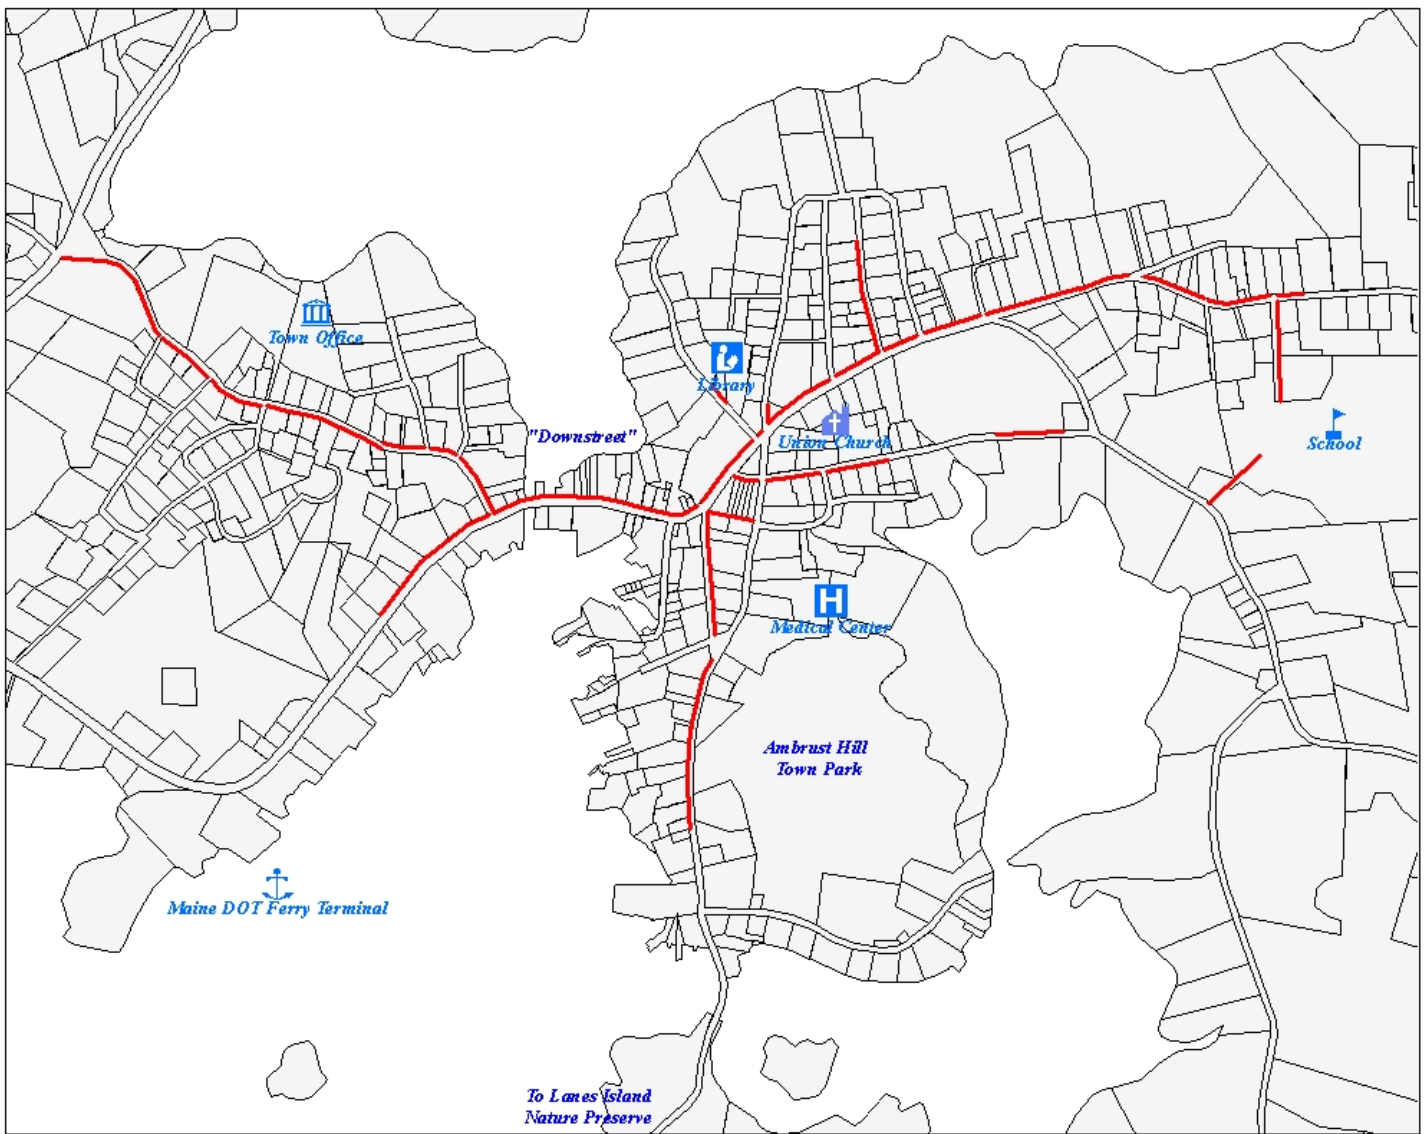 Town Office
Library
"Downstreet"
Union Church
School
H
Medical Center
Ambrust Hill
Town Park
Maine DOT Ferry Terminal
To Lanes Island
Nature Preserve